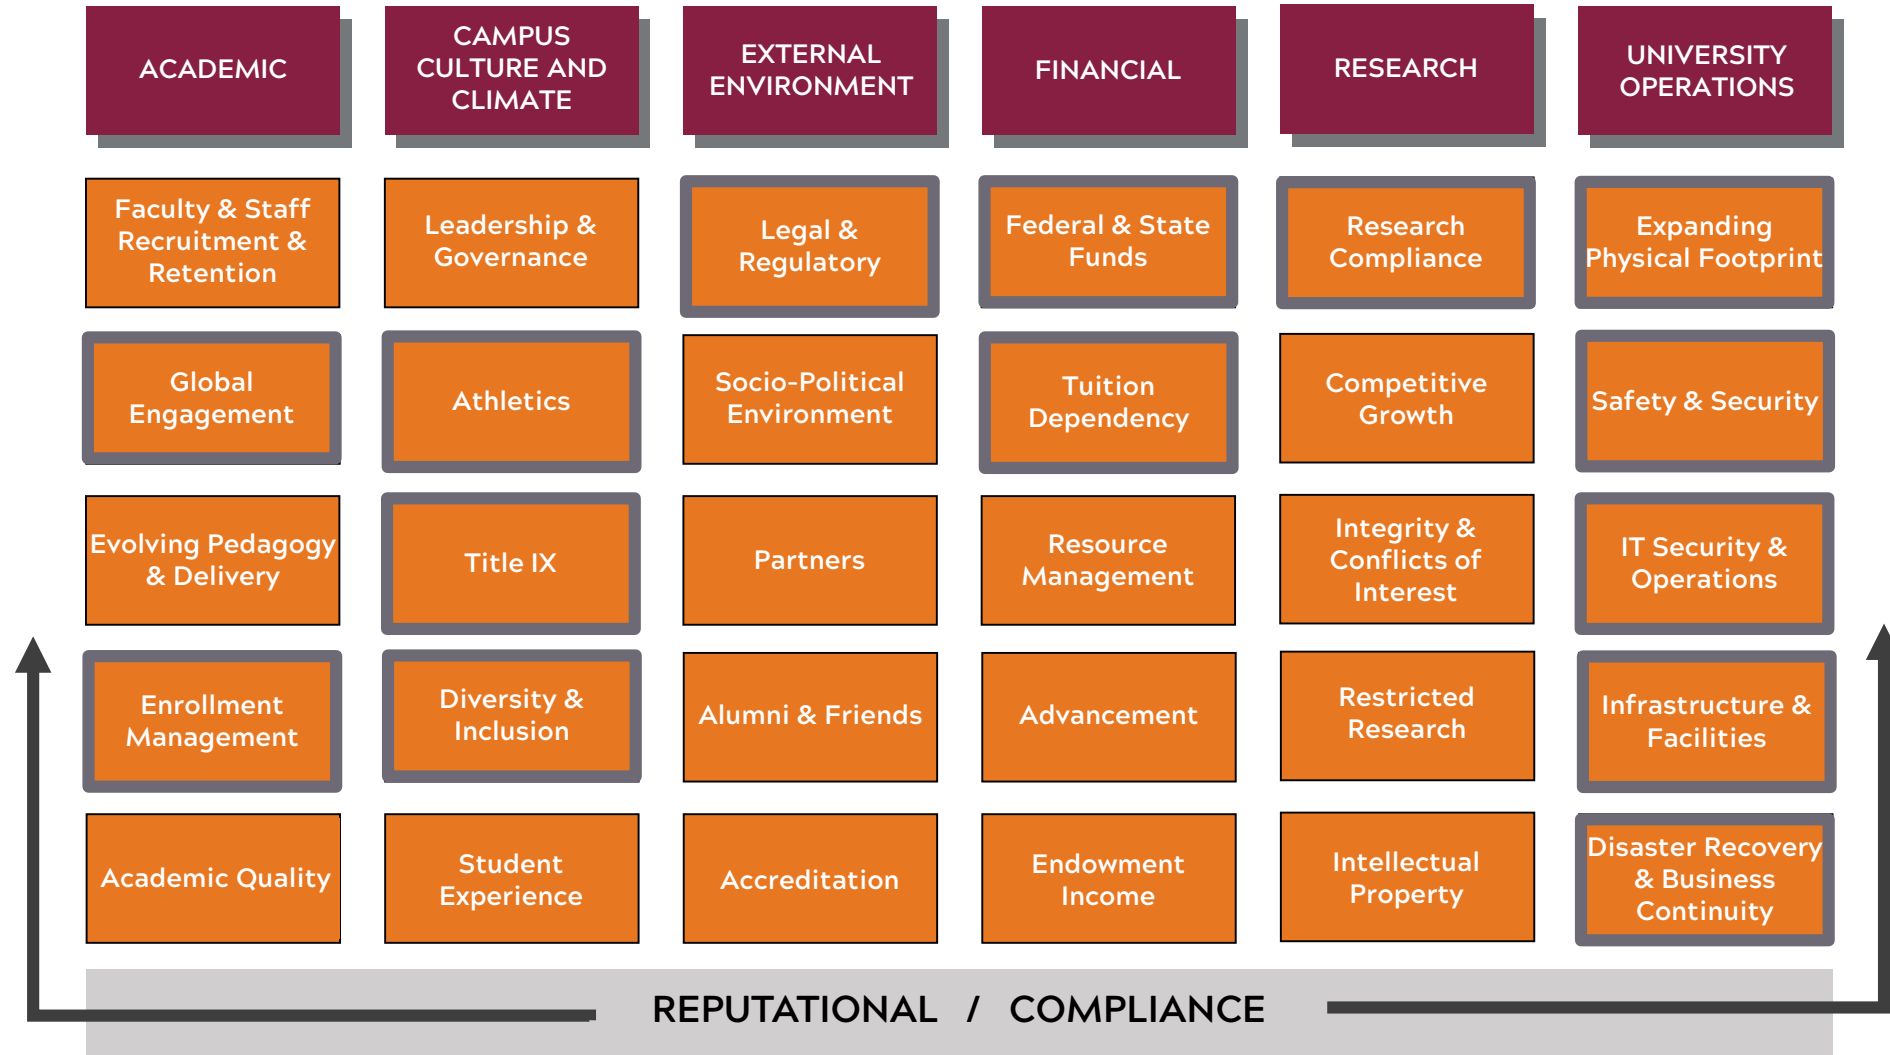 ACADEMIC
CAMPUS
CULTURE AND
CLIMATE
EXTERNAL
ENVIRONMENT
FINANCIAL
RESEARCH
UNIVERSITY
OPERATIONS
Faculty & Staff
Recruitment &
Retention
Leadership &
Governance
Legal &
Regulatory
Federal & State
Funds
Research
Compliance
Expanding
Physical Footprint
Global
Engagement
Athletics
Socio-Political
Environment
Tuition
Dependency
Competitive
Growth
Safety & Security
Evolving Pedagogy
& Delivery
Title IX
Partners
Resource
Management
Integrity &
Conflicts of
Interest
IT Security &
Operations
Enrollment
Management
Diversity &
Inclusion
Alumni & Friends
Advancement
Restricted
Research
Infrastructure &
Facilities
Academic Quality
Student
Experience
Accreditation
Endowment
Income
Intellectual
Property
Disaster Recovery
& Business
Continuity
REPUTATIONAL / COMPLIANCE